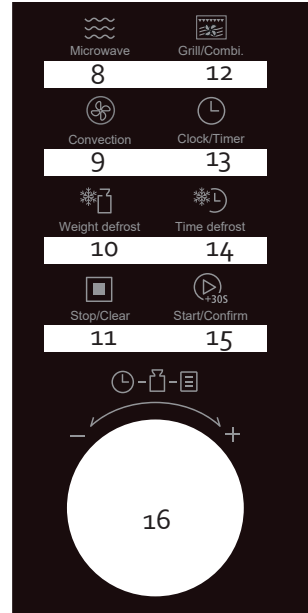 Microwave Grill/Combi.
8 12
Convection Clock/Timer
9 13
Weight defrost Time defrost
10 14
+30S
Stop/Clear Start/Confirm
11 15
- +
16